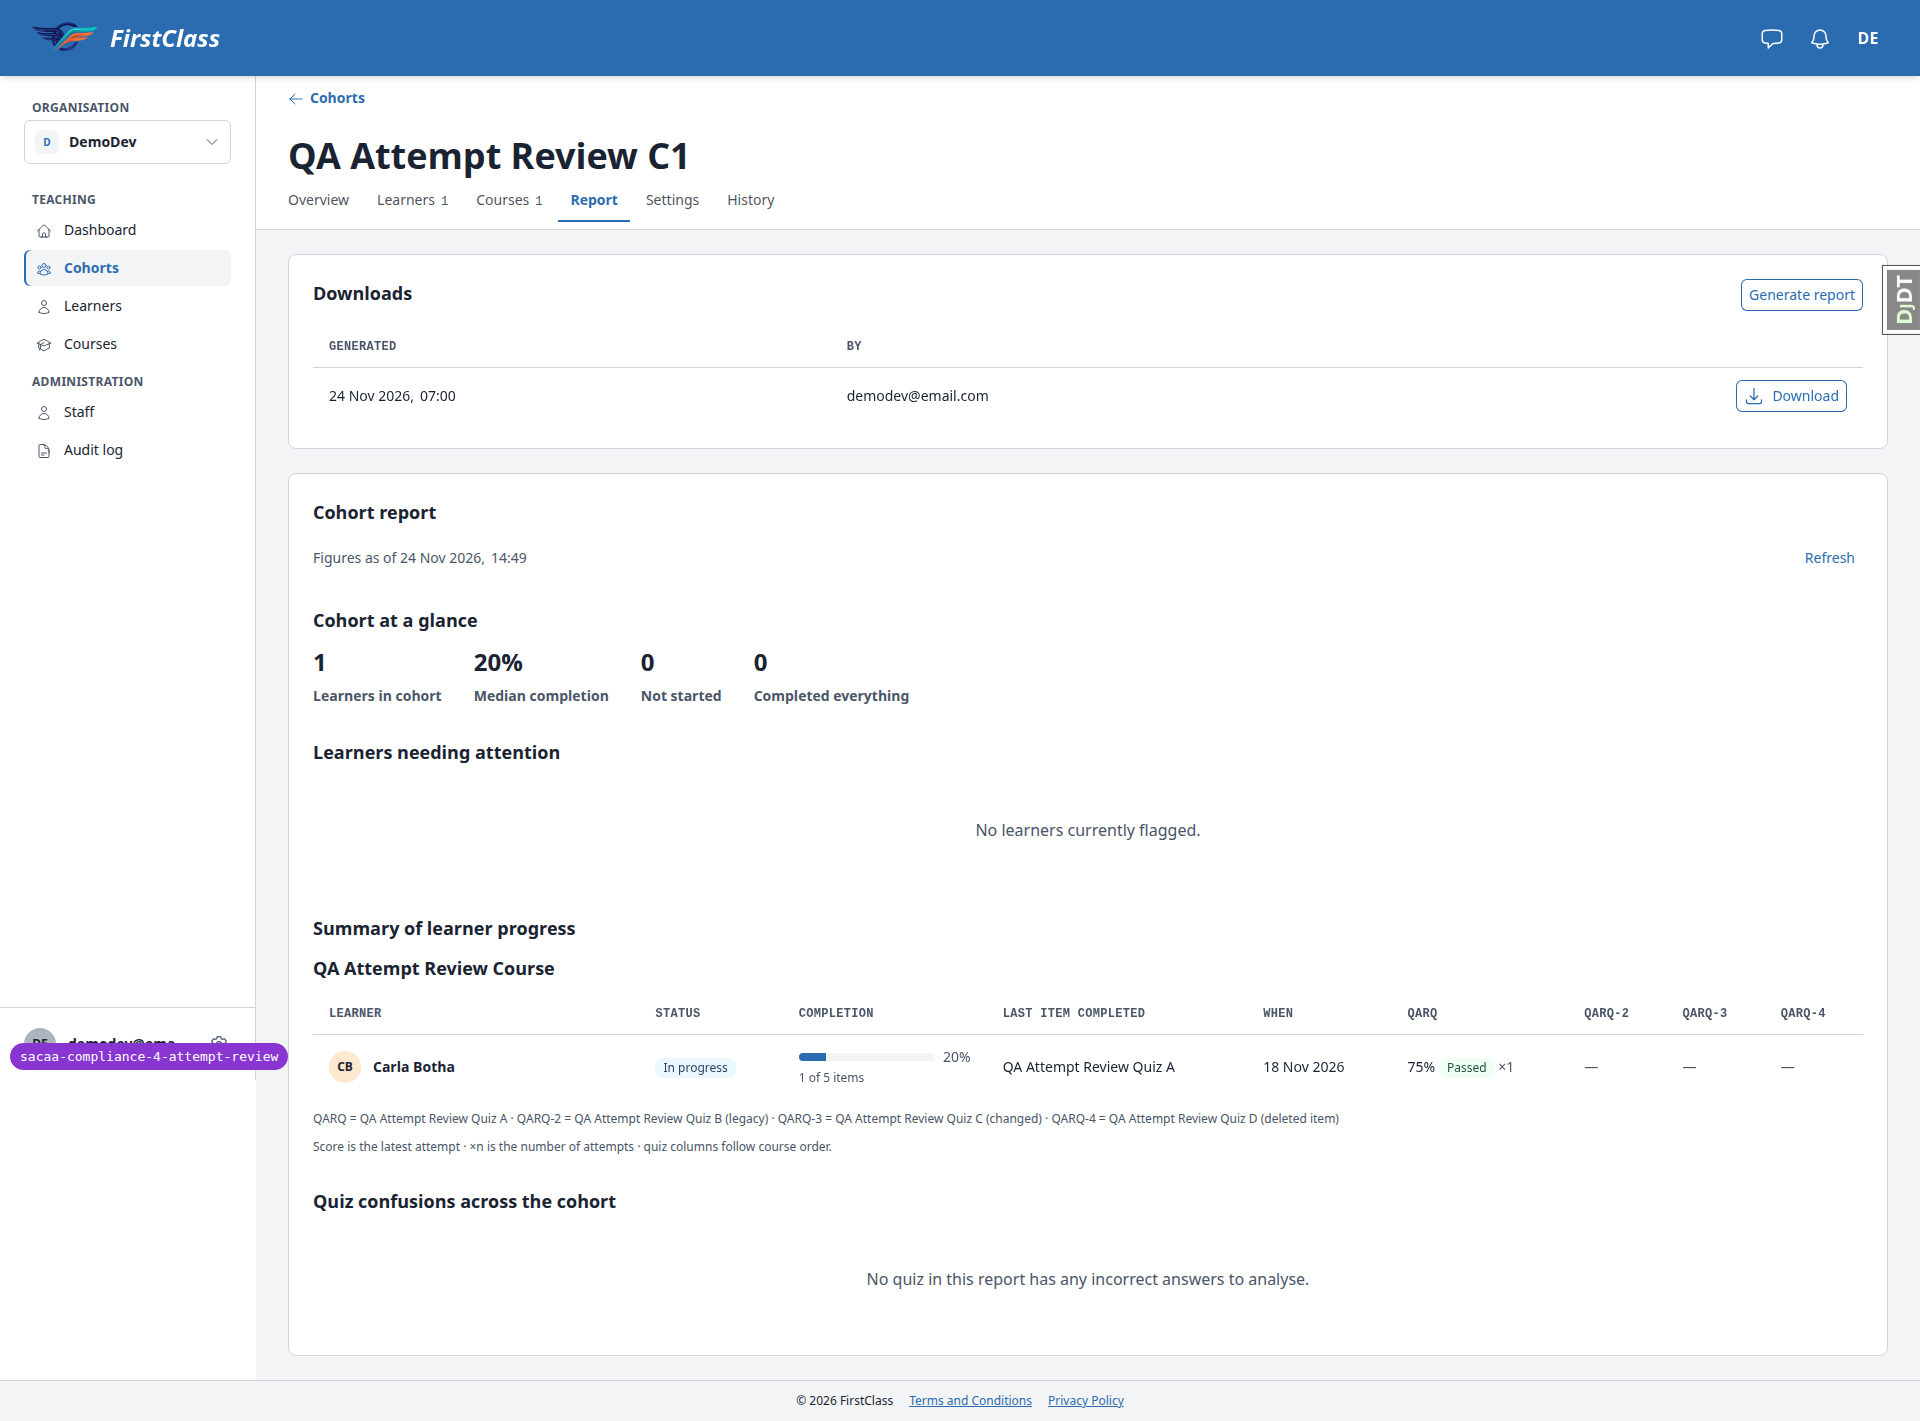 FirstClass
DE
ORGANISATION
D DemoDev
TEACHING
Dashboard
Cohorts
Learners
Courses
ADMINISTRATION
Staff
Audit log
sacaa-compliance-4-attempt-review
← Cohorts
QA Attempt Review C1
Overview Learners 1 Courses 1 Report Settings History
Downloads
Generate report
GENERATED BY
24 Nov 2026, 07:00 demodev@email.com Download
DjDT
Cohort report
Figures as of 24 Nov 2026, 14:49 Refresh
Cohort at a glance
1 20% 0 0
Learners in cohort Median completion Not started Completed everything
Learners needing attention
No learners currently flagged.
Summary of learner progress
QA Attempt Review Course
LEARNER STATUS COMPLETION LAST ITEM COMPLETED WHEN QARQ QARQ-2 QARQ-3 QARQ-4
CB Carla Botha In progress 20% QA Attempt Review Quiz A 18 Nov 2026 75% Passed ×1 — — —
1 of 5 items
QARQ = QA Attempt Review Quiz A · QARQ-2 = QA Attempt Review Quiz B (legacy) · QARQ-3 = QA Attempt Review Quiz C (changed) · QARQ-4 = QA Attempt Review Quiz D (deleted item)
Score is the latest attempt · ×n is the number of attempts · quiz columns follow course order.
Quiz confusions across the cohort
No quiz in this report has any incorrect answers to analyse.
© 2026 FirstClass Terms and Conditions Privacy Policy